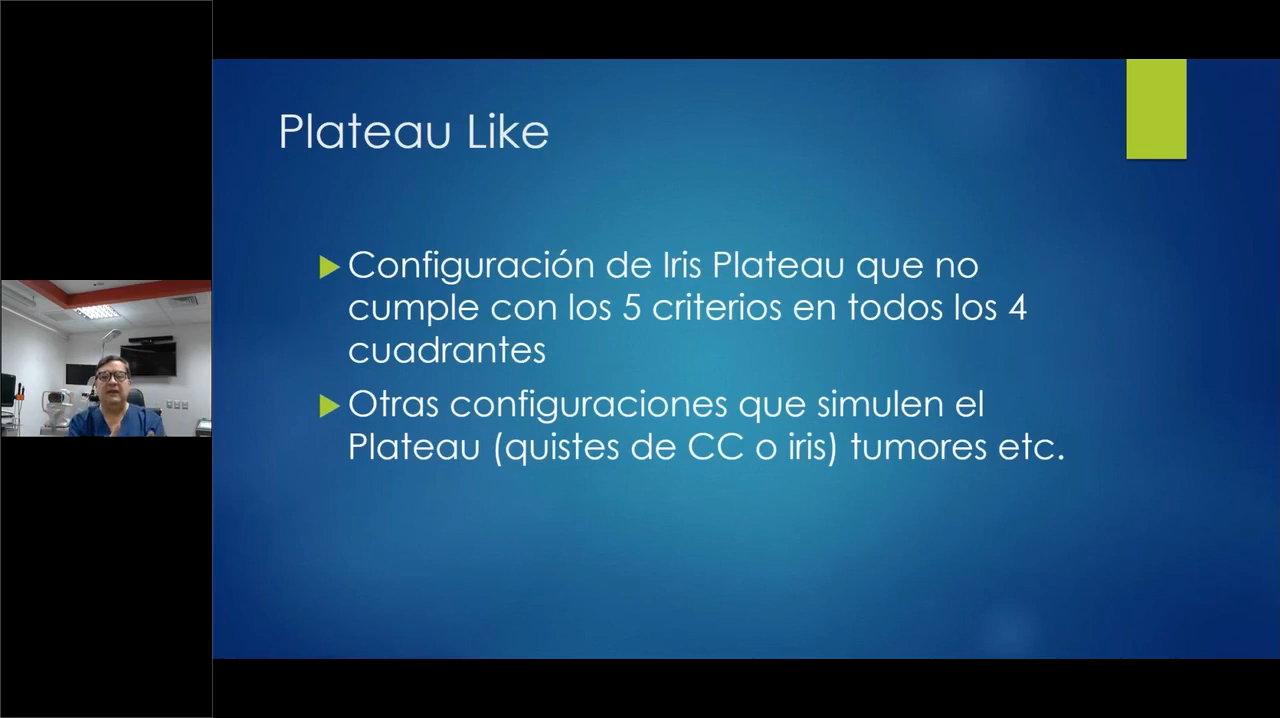 Plateau Like
Configuración de Iris Plateau que no
cumple con los 5 criterios en todos los 4
cuadrantes
Otras configuraciones que simulen el
Plateau (quistes de CC o iris) tumores etc.